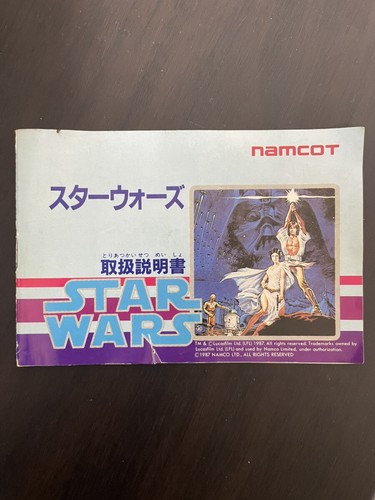 namcot
スターウォーズ
とりあつかいせつ めい しょ
取扱説明書
STAR
WARS
TM & ©Lucasfilm Ltd. (LFL) 1987. All rights reserved. Trademarks owned by
Lucasfilm Ltd. (LFL) and used by Namco Limited, under authorization.
©1987 NAMCO LTD., ALL RIGHTS RESERVED